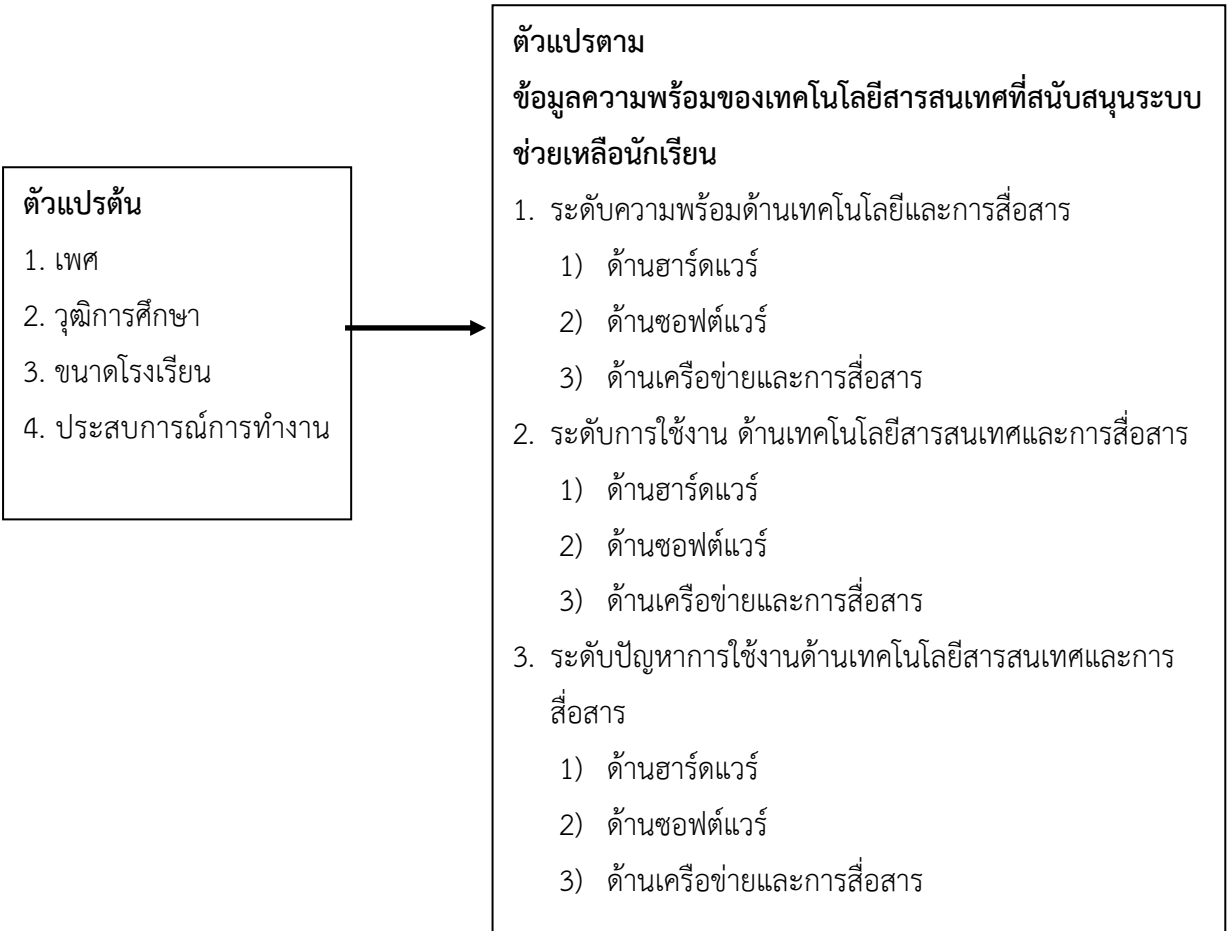 ตัวแปรต้น
1. เพศ
2. วุฒิการศึกษา
3. ขนาดโรงเรียน
4. ประสบการณ์การทำงาน
ตัวแปรตาม
ข้อมูลความพร้อมของเทคโนโลยีสารสนเทศที่สนับสนุนระบบ
ช่วยเหลือนักเรียน
1. ระดับความพร้อมด้านเทคโนโลยีและการสื่อสาร
1) ด้านฮาร์ดแวร์
2) ด้านซอฟต์แวร์
3) ด้านเครือข่ายและการสื่อสาร
2. ระดับการใช้งาน ด้านเทคโนโลยีสารสนเทศและการสื่อสาร
1) ด้านฮาร์ดแวร์
2) ด้านซอฟต์แวร์
3) ด้านเครือข่ายและการสื่อสาร
3. ระดับปัญหาการใช้งานด้านเทคโนโลยีสารสนเทศและการ
สื่อสาร
1) ด้านฮาร์ดแวร์
2) ด้านซอฟต์แวร์
3) ด้านเครือข่ายและการสื่อสาร